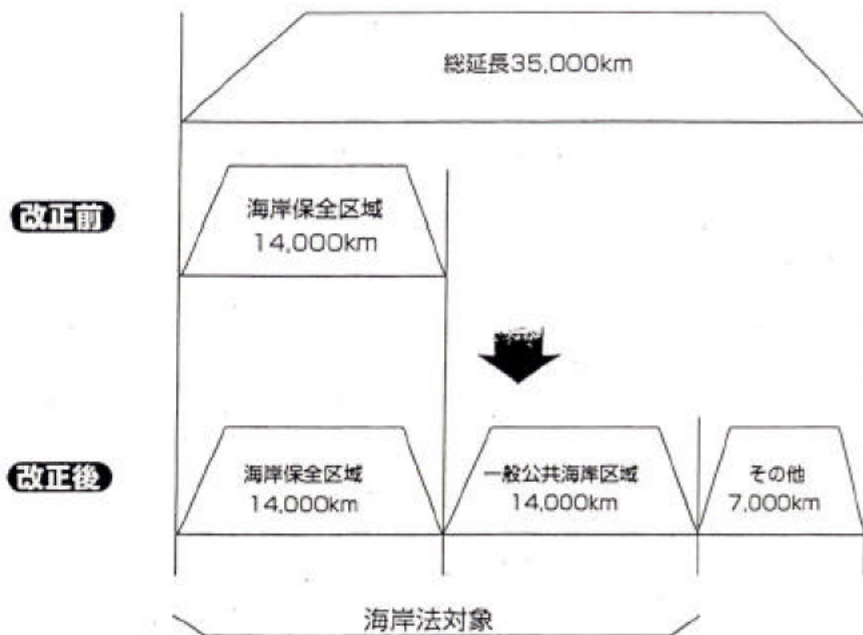 総延長35,000km
改正前
海岸保全区域
14,000km
改正後
海岸保全区域
14,000km
一般公共海岸区域
14,000km
その他
7,000km
海岸法対象